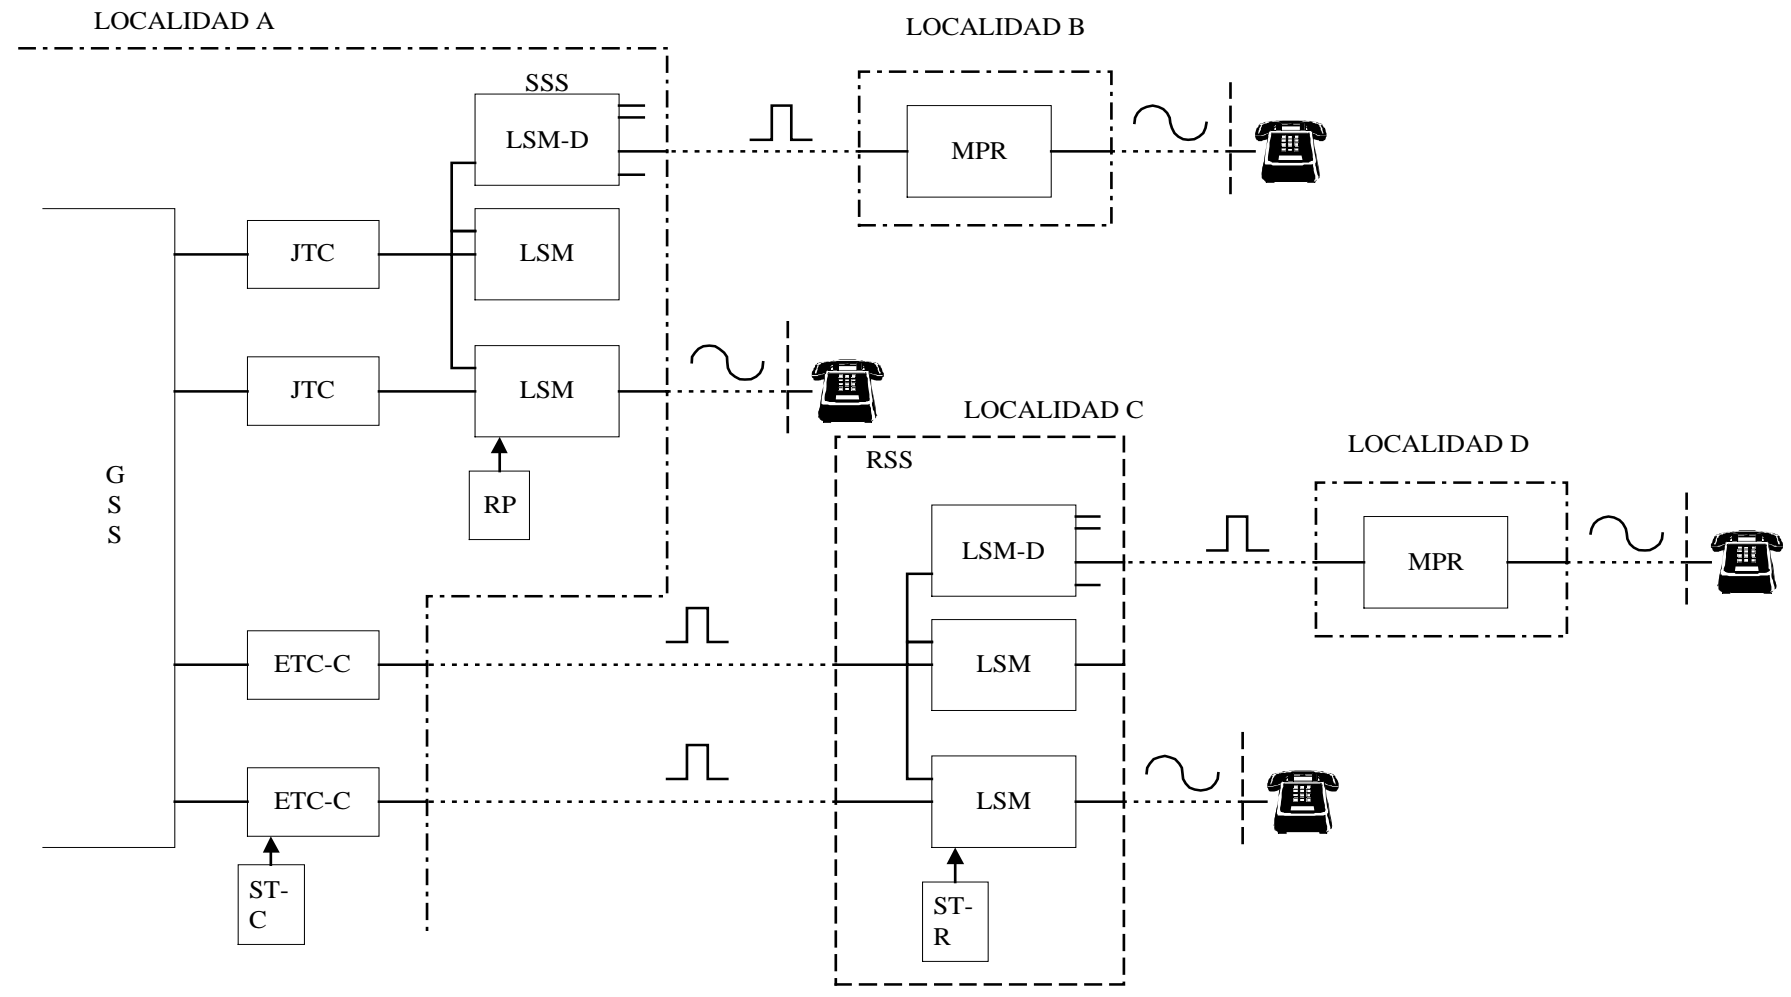 LOCALIDAD A
LOCALIDAD B
SSS
LSM-D
MPR
JTC
LSM
JTC
LSM
LOCALIDAD C
LOCALIDAD D
RSS
G
S
S
RP
LSM-D
MPR
ETC-C
LSM
ETC-C
LSM
ST-
C
ST-
R